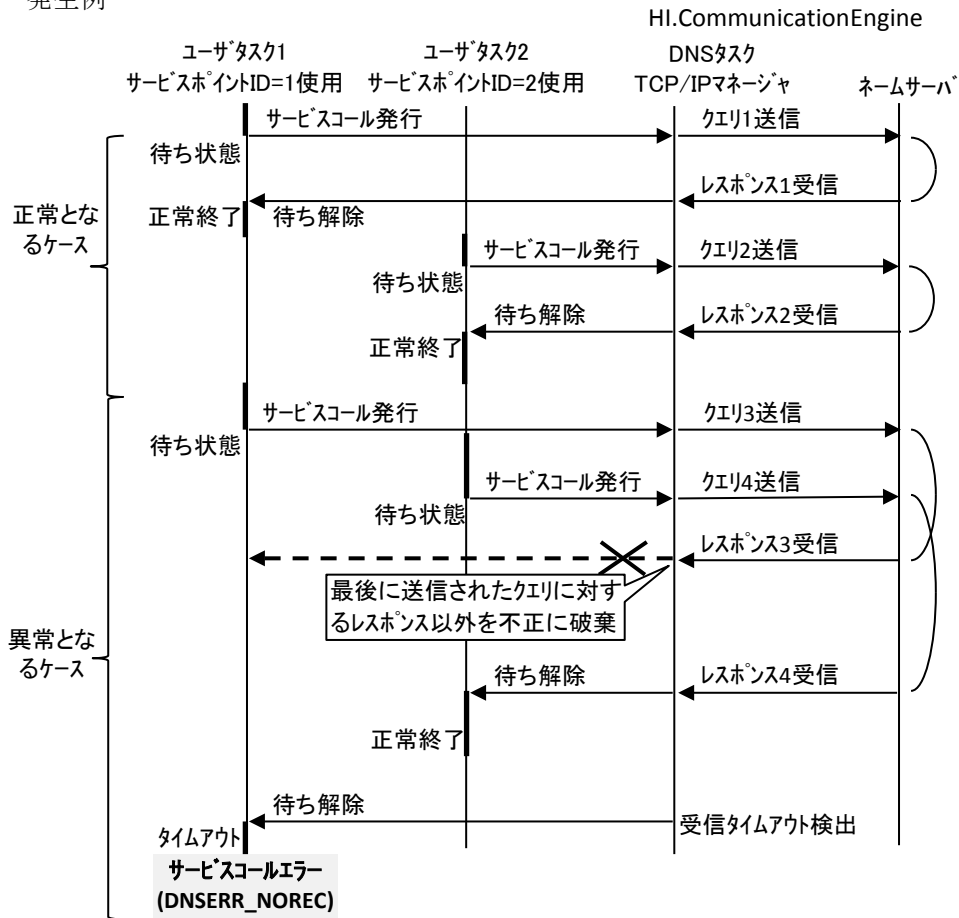 発生例
HI.CommunicationEngine
ユーザタスク1
サービスポイントID=1使用
ユーザタスク2
サービスポイントID=2使用
DNSタスク
TCP/IPマネージャ
ネームサーバ
サービスコール発行
クエリ1送信
待ち状態
レスポンス1受信
正常とな
るケース
正常終了
待ち解除
サービスコール発行
クエリ2送信
待ち状態
待ち解除
レスポンス2受信
正常終了
サービスコール発行
クエリ3送信
待ち状態
サービスコール発行
クエリ4送信
待ち状態
レスポンス3受信
最後に送信されたクエリに対す
るレスポンス以外を不正に破棄
異常とな
るケース
待ち解除
レスポンス4受信
正常終了
待ち解除
受信タイムアウト検出
タイムアウト
サービスコールエラー
(DNSERR_NOREC)